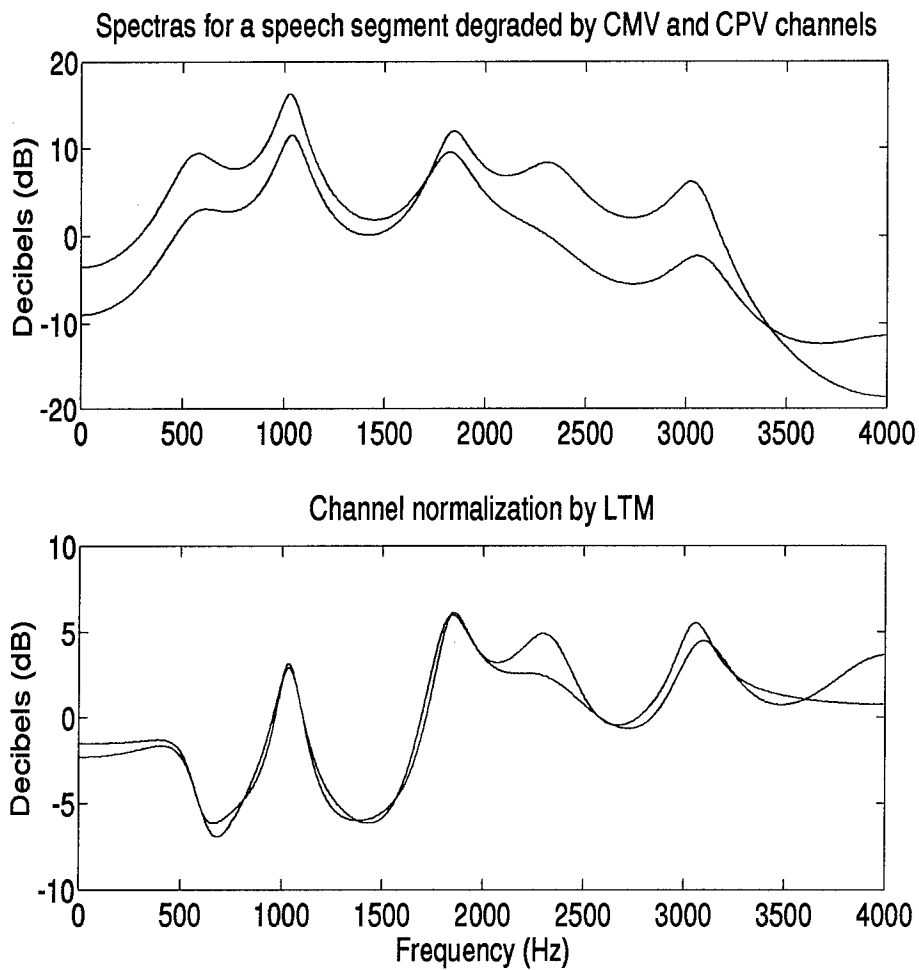 Spectras for a speech segment degraded by CMV and CPV channels
Decibels (dB)
20
10
0
-10
-20
0 500 1000 1500 2000 2500 3000 3500 4000
Channel normalization by LTM
Decibels (dB)
10
5
0
-5
-10
0 500 1000 1500 2000 2500 3000 3500 4000
Frequency (Hz)